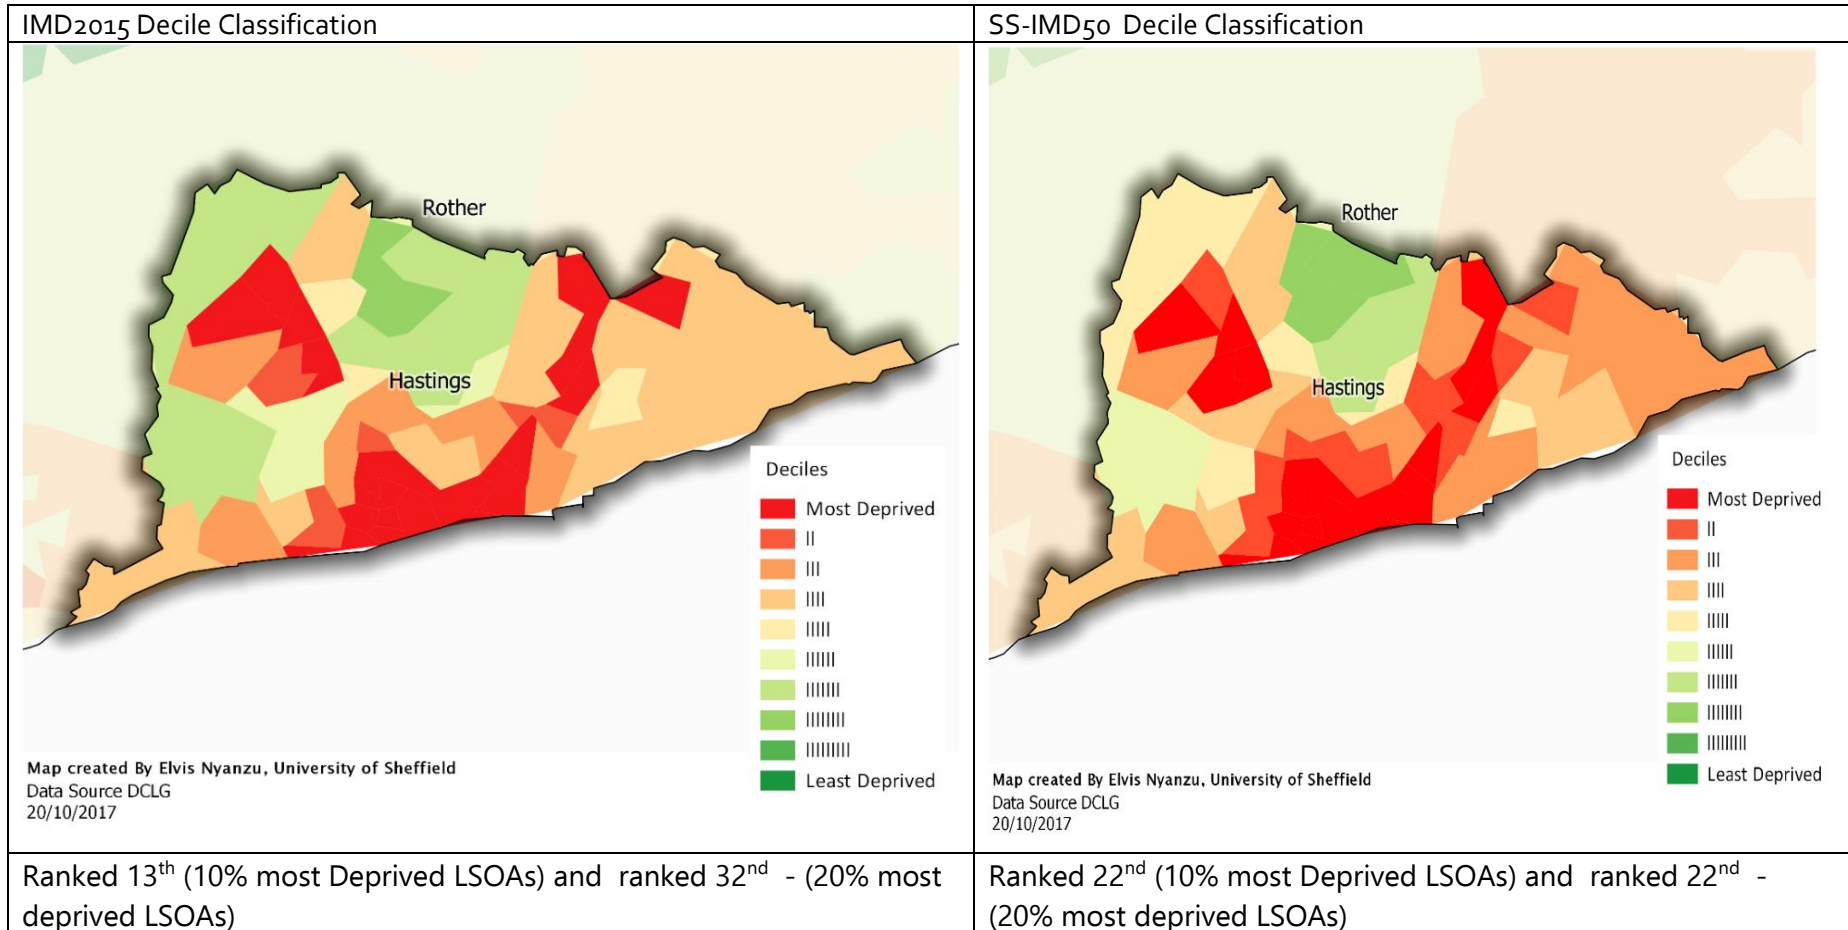 IMD2015 Decile Classification
Rother
Hastings
Deciles
Most Deprived
II
III
IIII
IIIII
IIIIII
IIIIIII
IIIIIIII
IIIIIIIII
Least Deprived
Map created By Elvis Nyanzu, University of Sheffield
Data Source DCLG
20/10/2017
Ranked 13th (10% most Deprived LSOAs) and ranked 32nd - (20% most
deprived LSOAs)
SS-IMD50 Decile Classification
Rother
Hastings
Deciles
Most Deprived
II
III
IIII
IIIII
IIIIII
IIIIIII
IIIIIIII
IIIIIIIII
Least Deprived
Map created By Elvis Nyanzu, University of Sheffield
Data Source DCLG
20/10/2017
Ranked 22nd (10% most Deprived LSOAs) and ranked 22nd -
(20% most deprived LSOAs)